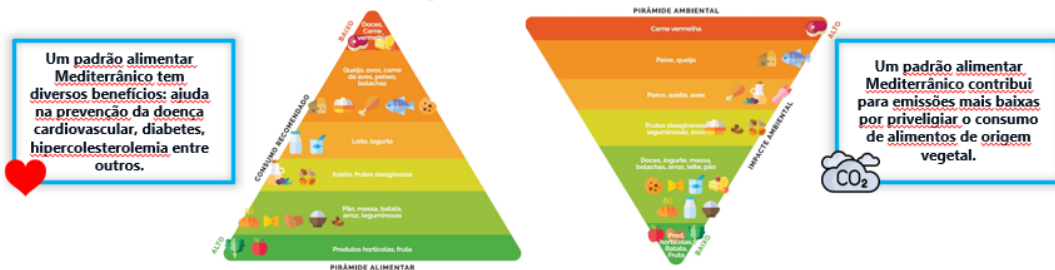 Um padrão alimentar
Mediterrânico tem
diversos benefícios: ajuda
na prevenção da doença
cardiovascular, diabetes,
hipercolesterolemia entre
outros.
BAIXO
Doces,
Carne
vermelha
Queijo, ovos, carne
de aves, peixes,
bolachas
CONSUMO RECOMENDADO
Leite, iogurte
Azeite, frutos oleaginosos
Pão, massa, batata,
arroz, leguminosas
ALTO
Produtos hortícolas, fruta
PIRÂMIDE ALIMENTAR
PIRÂMIDE AMBIENTAL
Carne vermelha
ALTO
Peixe, queijo
Porco, azeite, aves
IMPACTE AMBIENTAL
Frutos oleaginosos
leguminosas, ovos
Doces, iogurte, massa,
bolachas, arroz, leite, pão
Prod.
hortícolas,
Batata,
Fruta
BAIXO
Um padrão alimentar
Mediterrânico contribui
para emissões mais baixas
por priveligiar o consumo
de alimentos de origem
vegetal.
CO2